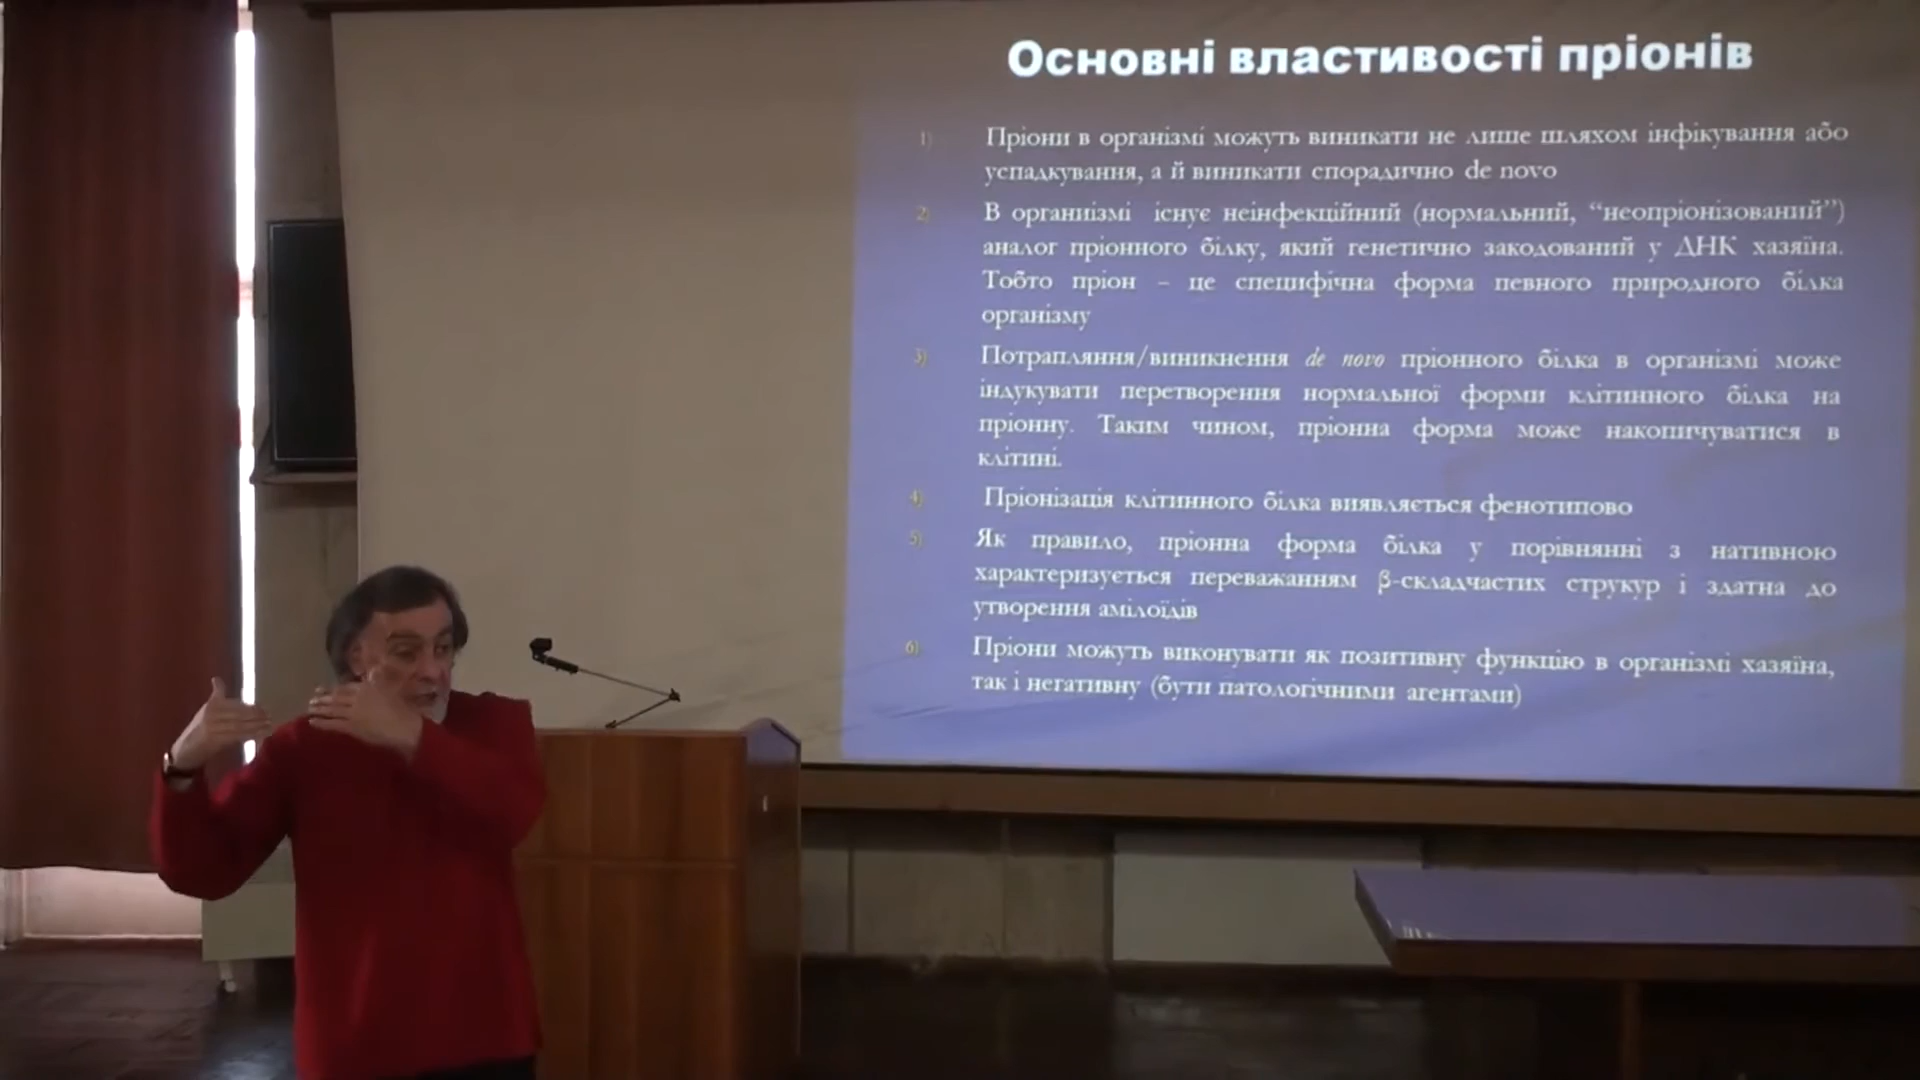 Основні властивості пріонів
1) Пріони в організмі можуть виникати не лише шляхом інфікування або
успадкування, а й виникати спорадично de novo
2) В органиізмі існує неінфекційний (нормальний, “неопріонізований”)
аналог пріонного білку, який генетично закодований у ДНК хазяїна.
Тобто пріон – це специфічна форма певного природного білка
організму
3) Потрапляння/виникнення de novo пріонного білка в організмі може
індукувати перетворення нормальної форми клітинного білка на
пріонну. Таким чином, пріонна форма може накопичуватися в
клітині.
4) Пріонізація клітинного білка виявляється фенотипово
5) Як правило, пріонна форма білка у порівнянні з нативною
характеризується переважанням β-складчастих струкур і здатна до
утворення амілоїдів
6) Пріони можуть виконувати як позитивну функцію в організмі хазяїна,
так і негативну (бути патологічними агентами)